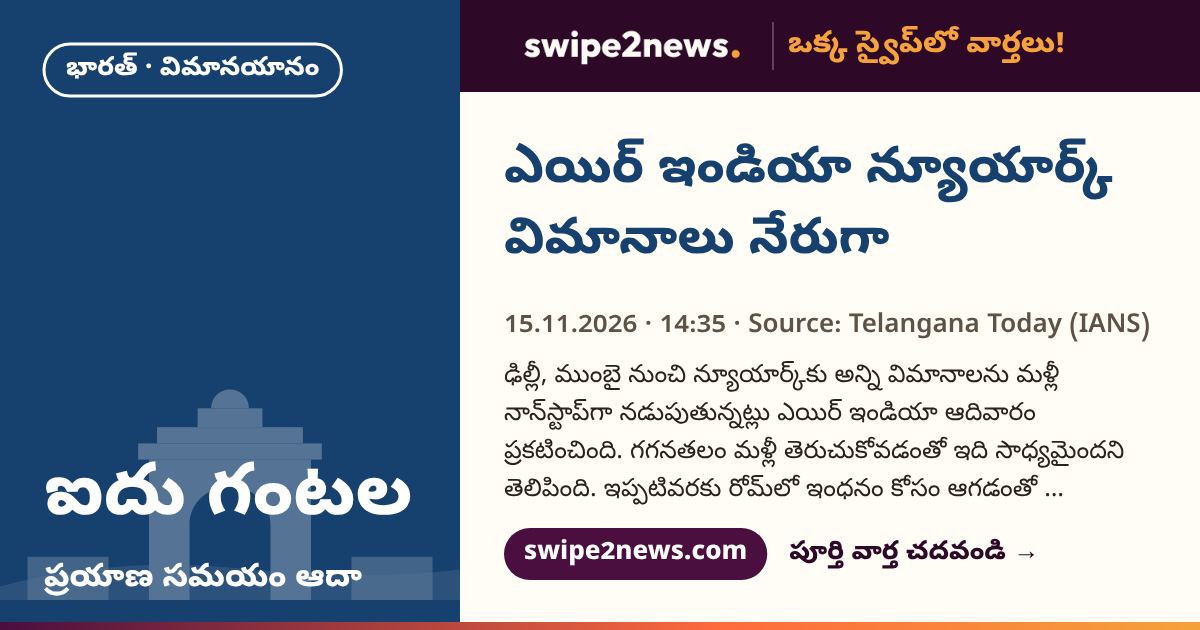 భారత్ · విమానయానం
ఐదు గంటల
ప్రయాణ సమయం ఆదా
swipe2news.
ఒక్క స్వైప్‌లో వార్తలు!
ఎయిర్ ఇండియా న్యూయార్క్
విమానాలు నేరుగా
15.11.2026 · 14:35 · Source: Telangana Today (IANS)
ఢిల్లీ, ముంబై నుంచి న్యూయార్క్‌కు అన్ని విమానాలను మళ్లీ
నాన్‌స్టాప్‌గా నడుపుతున్నట్లు ఎయిర్ ఇండియా ఆదివారం
ప్రకటించింది. గగనతలం మళ్లీ తెరుచుకోవడంతో ఇది సాధ్యమైందని
తెలిపింది. ఇప్పటివరకు రోమ్‌లో ఇంధనం కోసం ఆగడంతో ...
swipe2news.com
పూర్తి వార్త చదవండి →